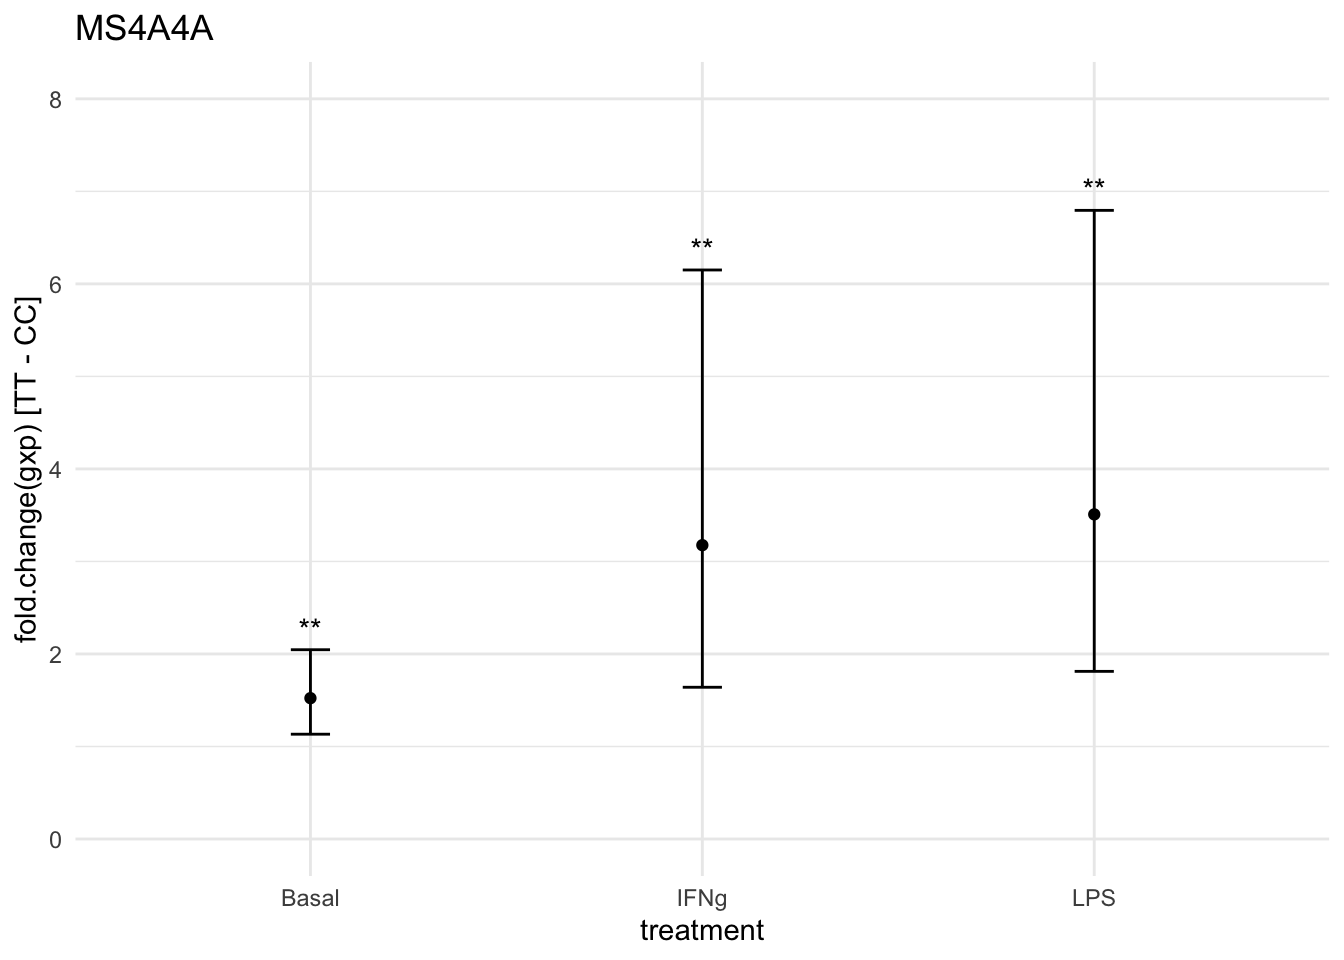 MS4A4A
fold.change(gxp) [TT - CC]
8
6
4
2
0
**
**
**
Basal
IFNg
LPS
treatment